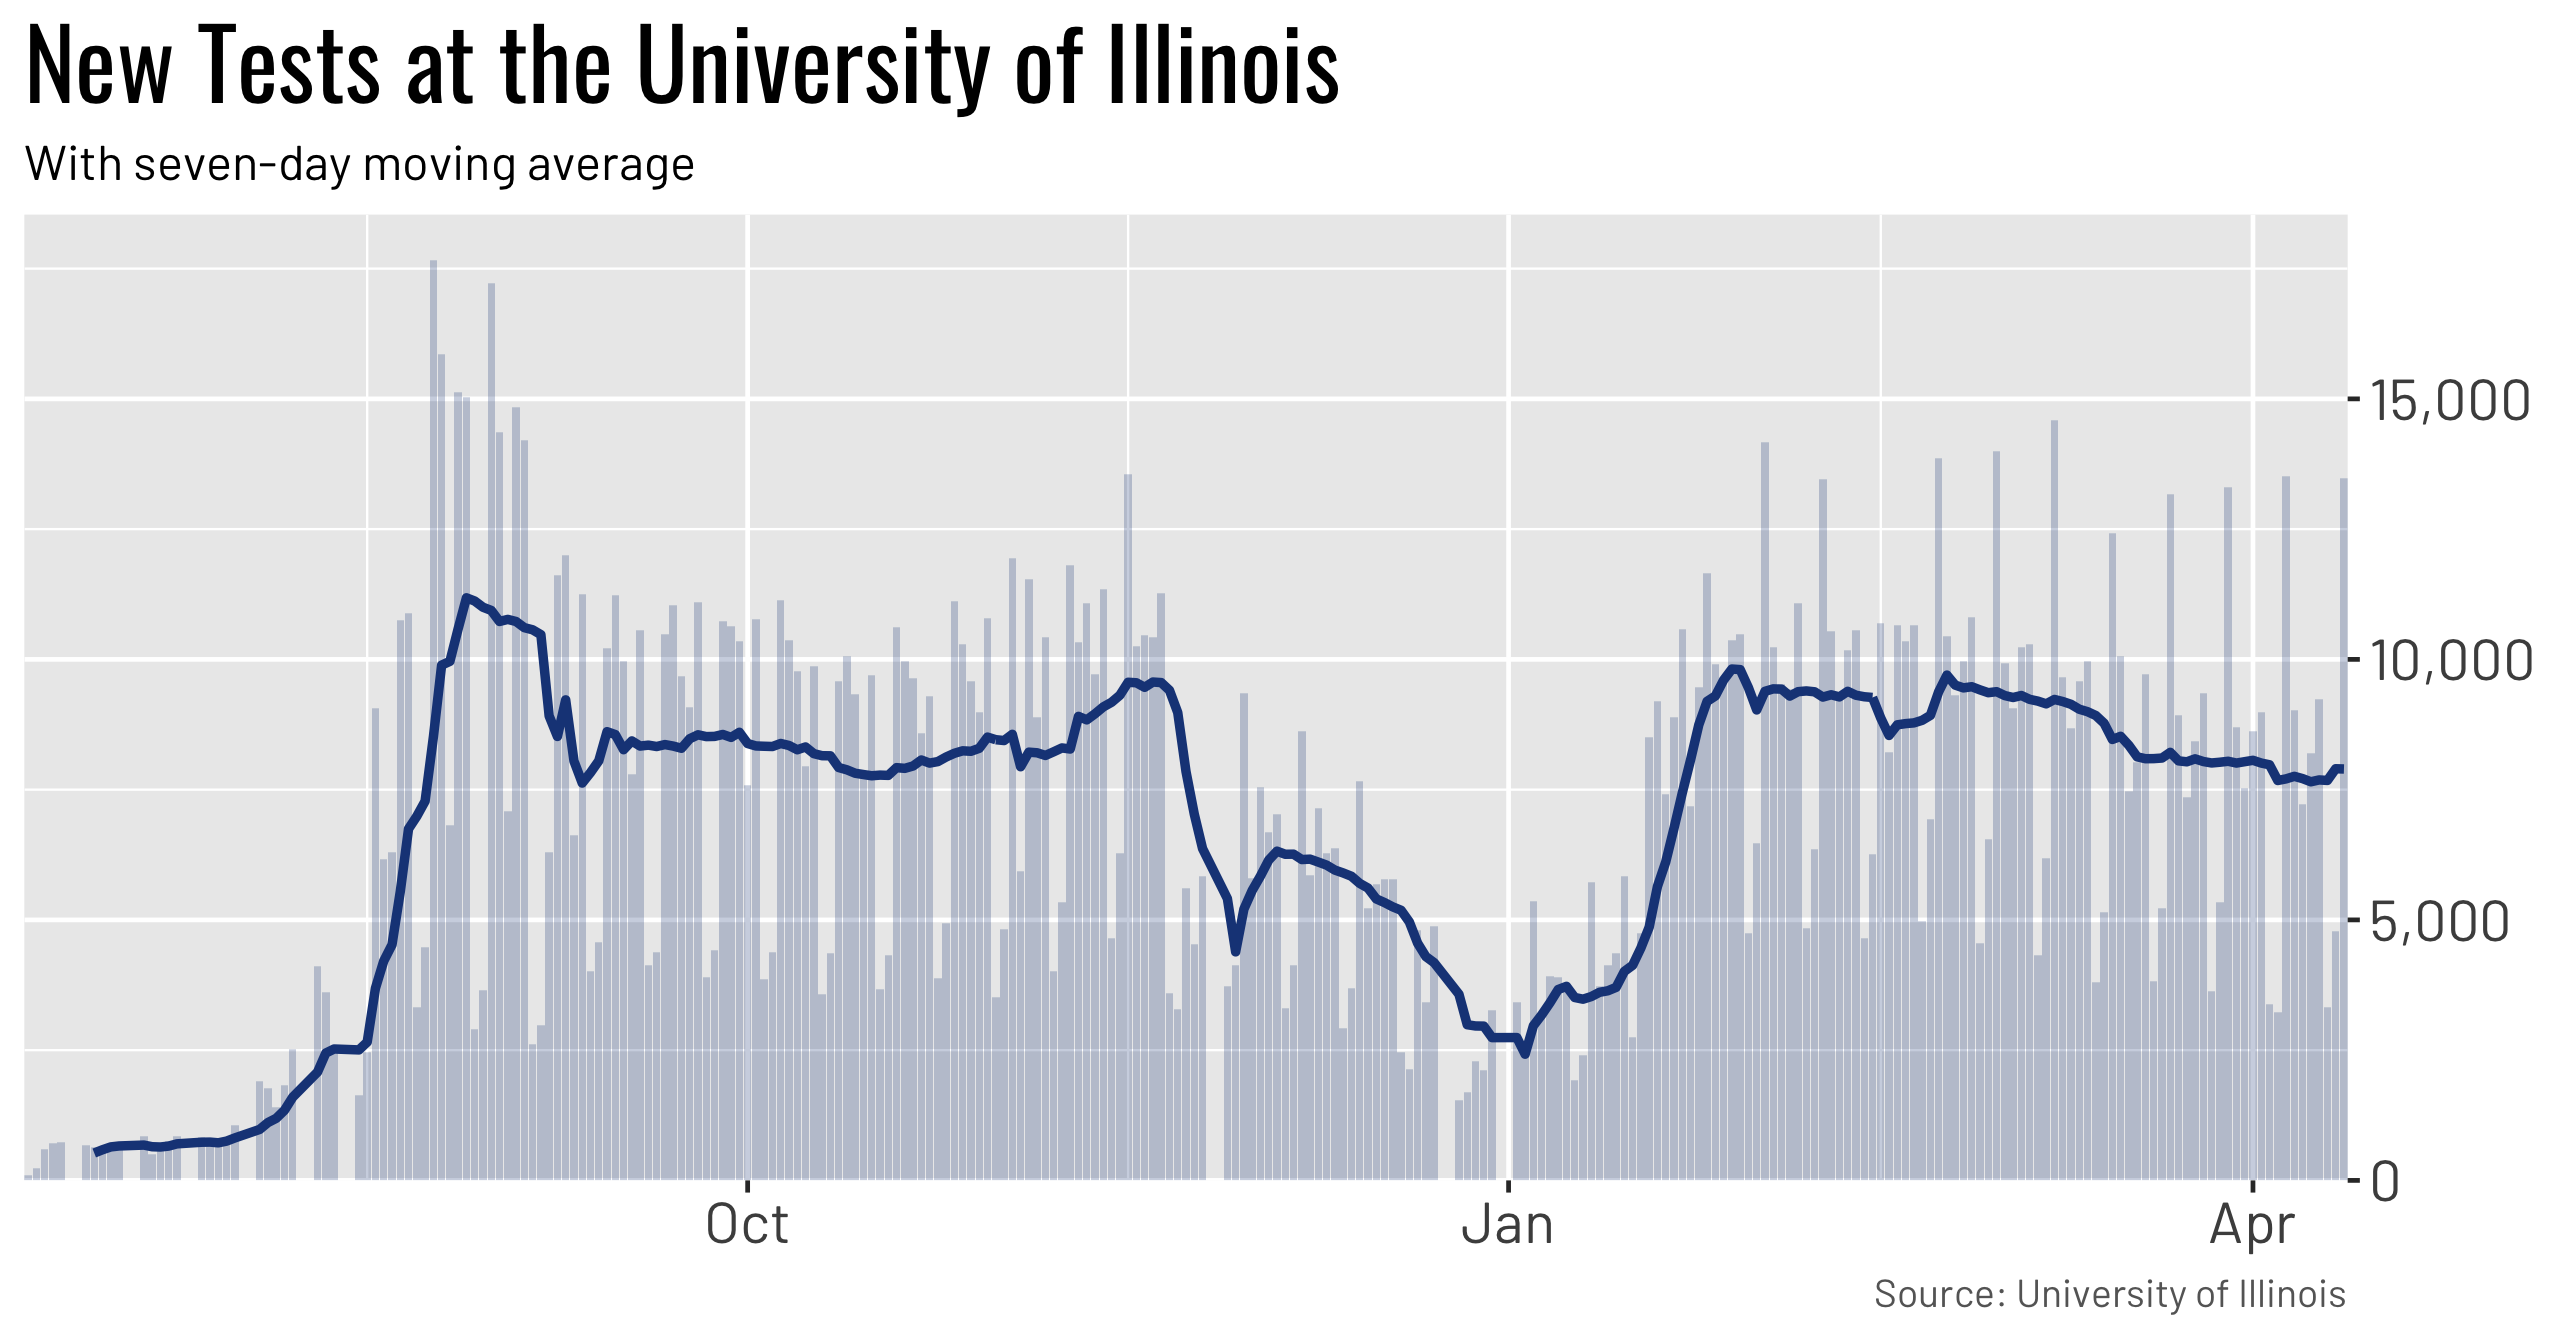 New Tests at the University of Illinois
With seven-day moving average
15,000
10,000
5,000
0
Oct
Jan
Apr
Source: University of Illinois